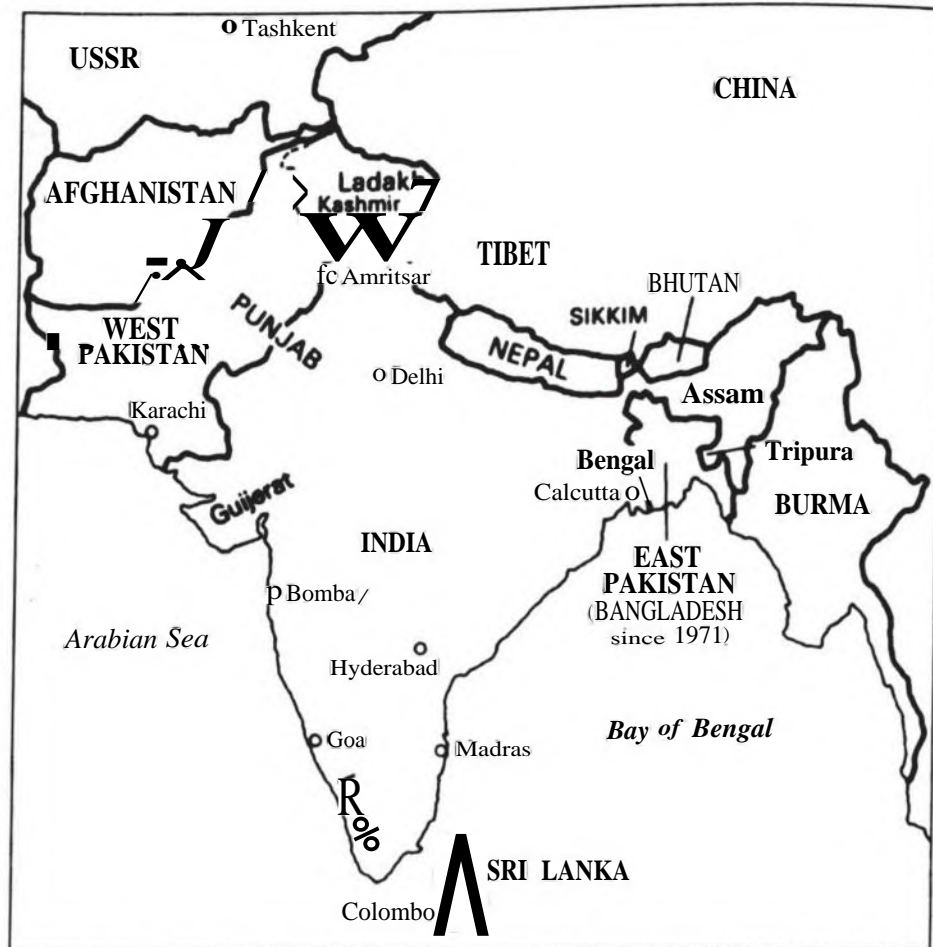 Tashkent
USSR
CHINA
AFGHANISTAN
Ladakh
Kashmir
TIBET
Amritsar
BHUTAN
SIKKIM
PUNJAB
WEST
PAKISTAN
NEPAL
Delhi
Assam
Karachi
Bengal
Tripura
Calcutta
Gujerat
BURMA
INDIA
EAST
PAKISTAN
(BANGLADESH
since 1971)
Bomba/
Arabian Sea
Hyderabad
Bay of Bengal
Goa
Madras
SRI LANKA
Colombo